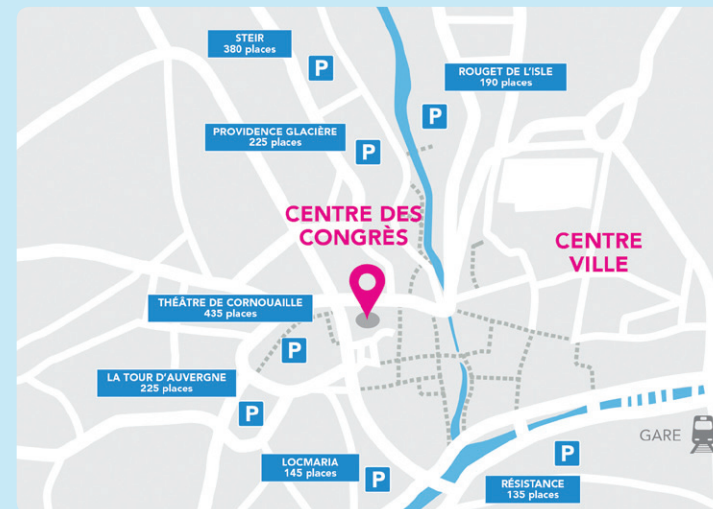 STEIR
380 places
P
ROUGET DE L'ISLE
190 places
P
PROVIDENCE GLACIÈRE
225 places
P
CENTRE DES
CONGRÈS
CENTRE
VILLE
THÉÂTRE DE CORNOUAILLE
435 places
P
LA TOUR D'AUVERGNE
225 places
P
GARE
LOCMARIA
145 places
P
P
RÉSISTANCE
135 places